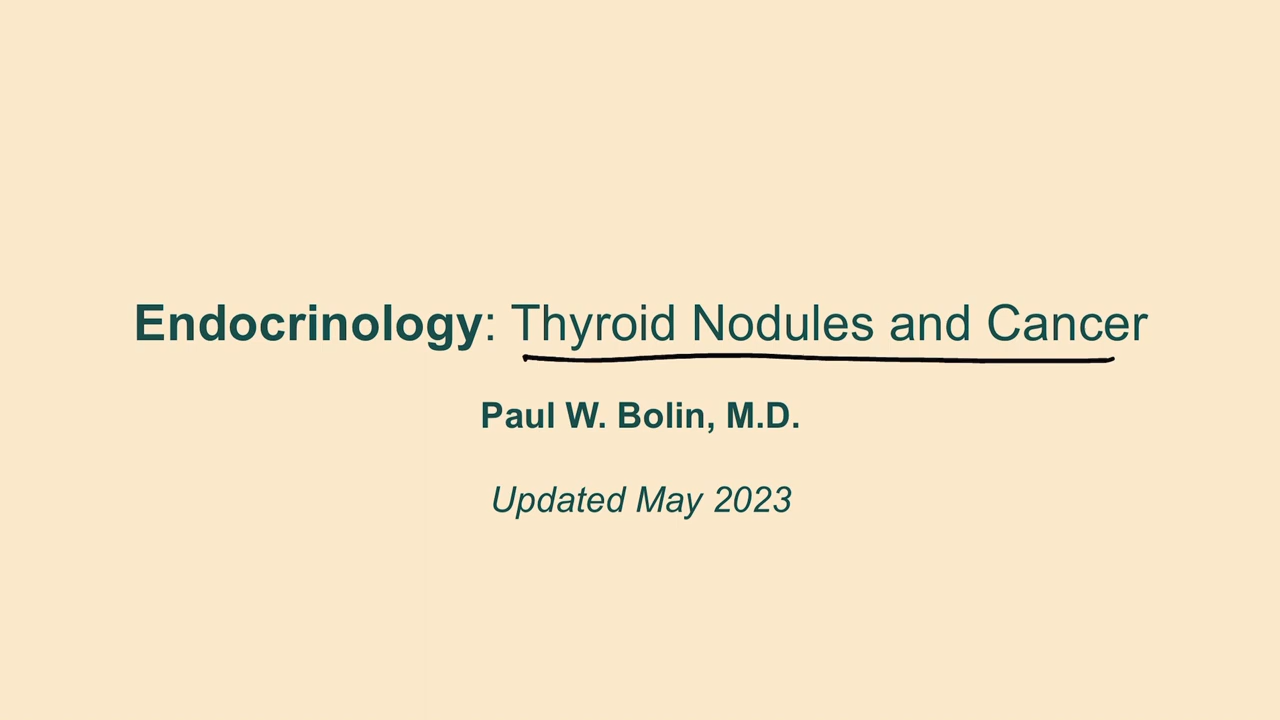 Endocrinology: Thyroid Nodules and Cancer
Paul W. Bolin, M.D.
Updated May 2023